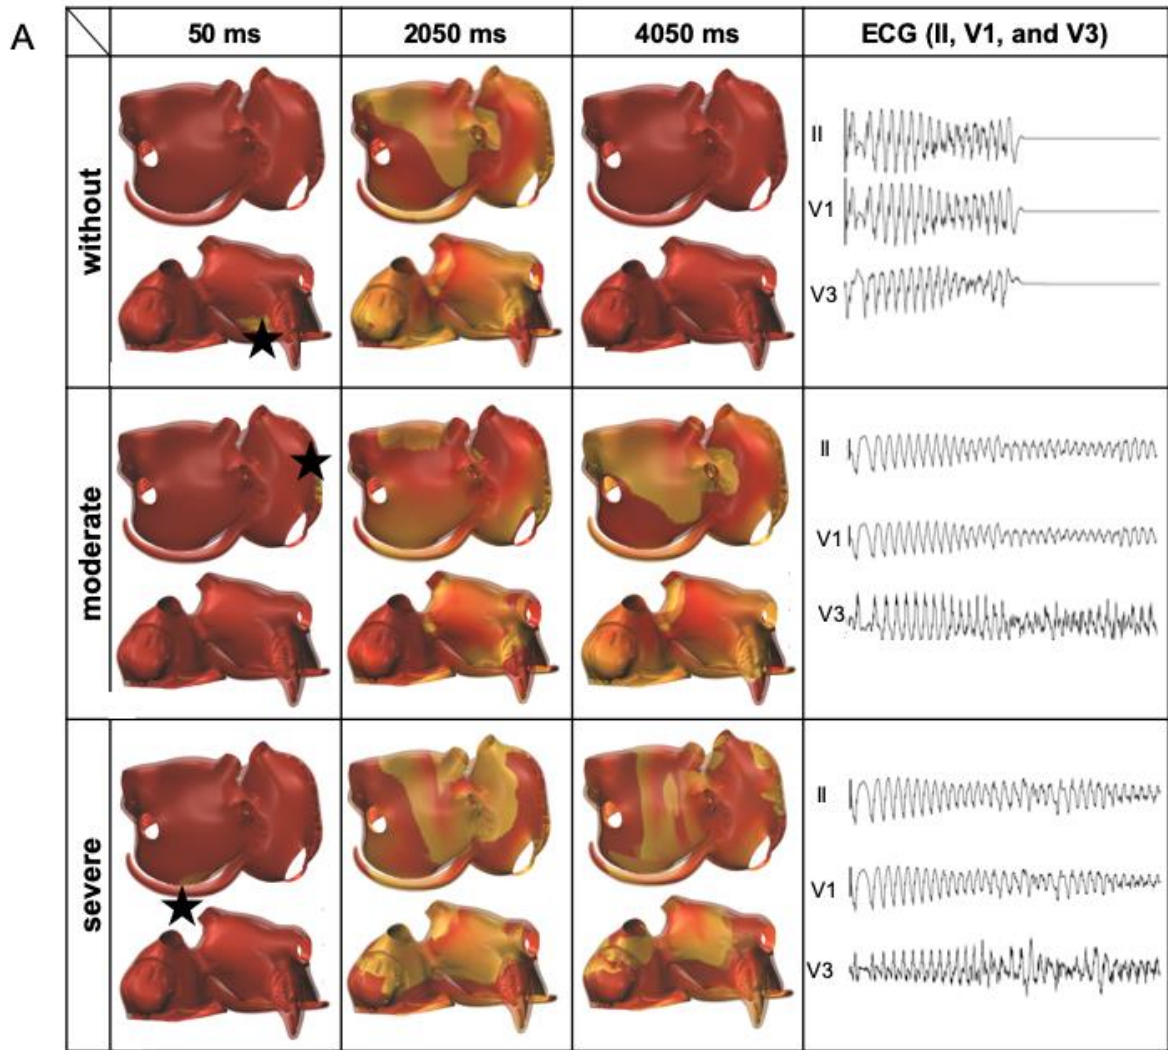 A
50 ms 2050 ms 4050 ms ECG (II, V1, and V3)
without
II
V1
V3
moderate
II
V1
V3
severe
II
V1
V3